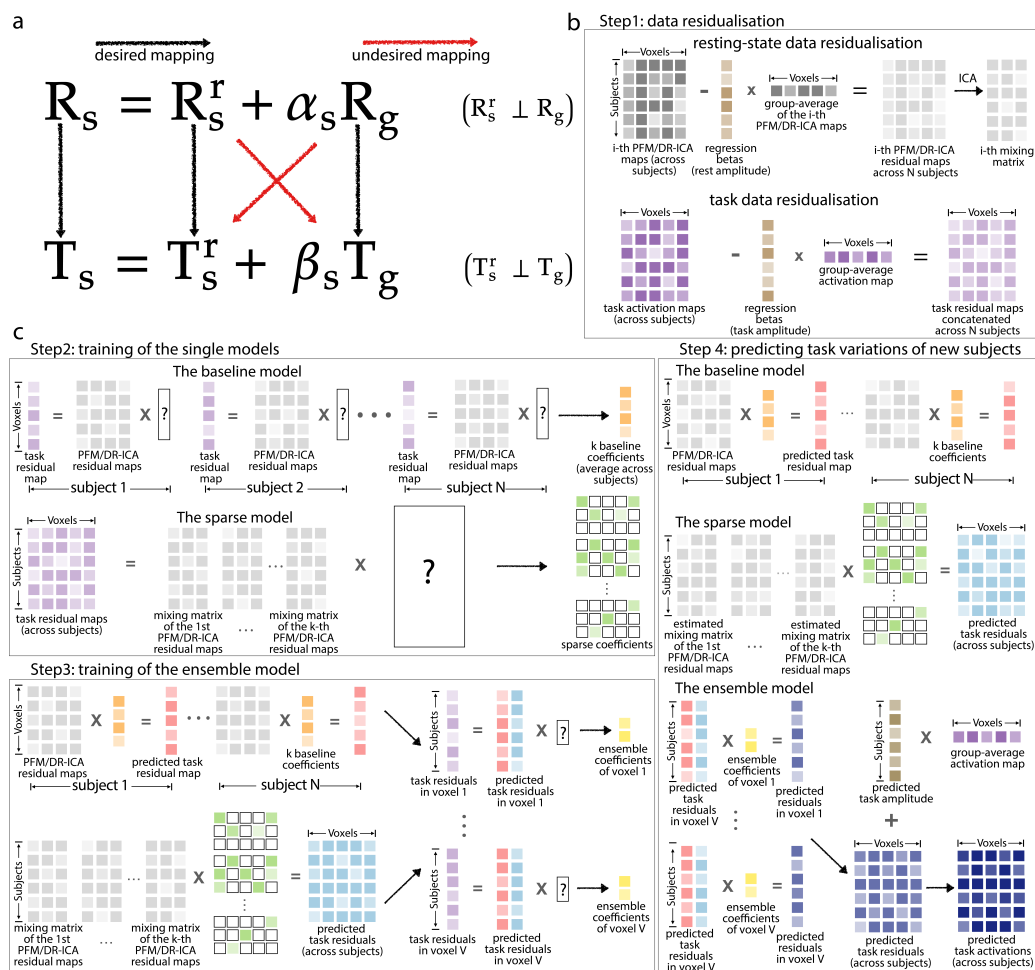 a
desired mapping
undesired mapping
R_s = R_s^r + α_s R_g (R_s^r ⊥ R_g)
T_s = T_s^r + β_s T_g (T_s^r ⊥ T_g)
b
Step1: data residualisation
resting-state data residualisation
Voxels
Subjects
i-th PFM/DR-ICA
maps (across
subjects)
-
regression
betas
(rest amplitude)
x
Voxels
group-average
of the i-th
PFM/DR-ICA maps
=
i-th PFM/DR-ICA
residual maps
across N subjects
ICA
i-th mixing
matrix
task data residualisation
Voxels
Subjects
task activation maps
(across subjects)
-
regression
betas
(task amplitude)
x
Voxels
group-average
activation map
=
Voxels
task residual maps
concatenated
across N subjects
c
Step2: training of the single models
The baseline model
Voxels
task
residual
map
=
PFM/DR-ICA
residual maps
X
?
subject 1
task
residual
map
=
PFM/DR-ICA
residual maps
X
?
subject 2
• • •
task
residual
map
=
PFM/DR-ICA
residual maps
X
?
subject N
k baseline
coefficients
(average across
subjects)
The sparse model
Voxels
Subjects
task residual maps
(across subjects)
=
mixing matrix
of the 1st
PFM/DR-ICA
residual maps
...
...
mixing matrix
of the k-th
PFM/DR-ICA
residual maps
X
?
⋮
sparse coefficients
Step3: training of the ensemble model
Voxels
PFM/DR-ICA
residual maps
X
=
predicted task
residual map
subject 1
• • •
X
k baseline
coefficients
=
subject N
mixing matrix
of the 1st
PFM/DR-ICA
residual maps
...
...
mixing matrix
of the k-th
PFM/DR-ICA
residual maps
X
⋮
=
Voxels
predicted
task residuals
(across subjects)
Subjects
task residuals
in voxel 1
=
predicted
task residuals
in voxel 1
X
?
ensemble
coefficients
of voxel 1
⋮
Subjects
task residuals
in voxel V
=
predicted
task residuals
in voxel V
X
?
ensemble
coefficients
of voxel V
Step 4: predicting task variations of new subjects
The baseline model
Voxels
PFM/DR-ICA
residual maps
X
=
predicted task
residual map
subject 1
...
X
k baseline
coefficients
=
subject N
The sparse model
Subjects
estimated
mixing matrix
of the 1st
PFM/DR-ICA
residual maps
...
...
estimated
mixing matrix
of the k-th
PFM/DR-ICA
residual maps
X
⋮
=
Voxels
predicted
task residuals
(across subjects)
The ensemble model
Subjects
predicted
task residuals
in voxel V
X
ensemble
coefficients
of voxel 1
=
predicted
residuals
in voxel 1
⋮
Subjects
predicted
task residuals
in voxel V
X
ensemble
coefficients
of voxel V
=
predicted
residuals
in voxel V
Subjects
predicted
task amplitude
X
Voxels
group-average
activation map
+
Voxels
predicted
task residuals
(across subjects)
Voxels
predicted
task activation
(across subjects)